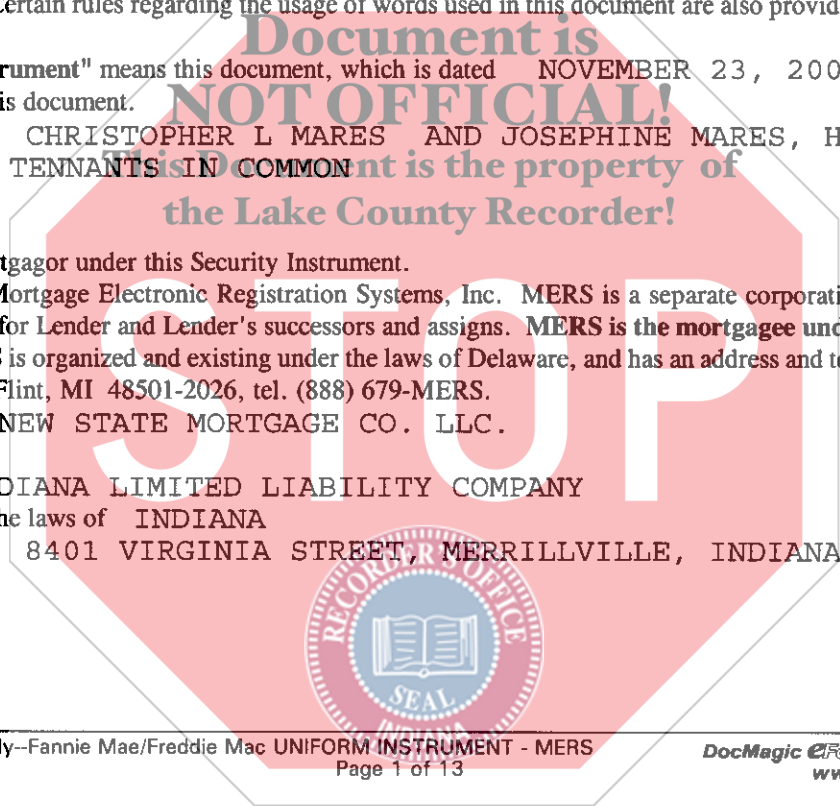 ertain rules regarding the usage of words used in this document are also provid
Document is
rument" means this document, which is dated NOVEMBER 23, 200
is document.
NOT OFFICIAL!
CHRISTOPHER L MARES AND JOSEPHINE MARES, H
TENNANTS IN COMMON
This Document is the property of
the Lake County Recorder!
tgagor under this Security Instrument.
Mortgage Electronic Registration Systems, Inc. MERS is a separate corporati
for Lender and Lender's successors and assigns. MERS is the mortgagee und
is organized and existing under the laws of Delaware, and has an address and te
Flint, MI 48501-2026, tel. (888) 679-MERS.
NEW STATE MORTGAGE CO. LLC.
STOP
DIANA LIMITED LIABILITY COMPANY
he laws of INDIANA
8401 VIRGINIA STREET, MERRILLVILLE, INDIANA
RECORDER'S OFFICE
SEAL
INDIANA
ly--Fannie Mae/Freddie Mac UNIFORM INSTRUMENT - MERS
DocMagic
Page 1 of 13
ww